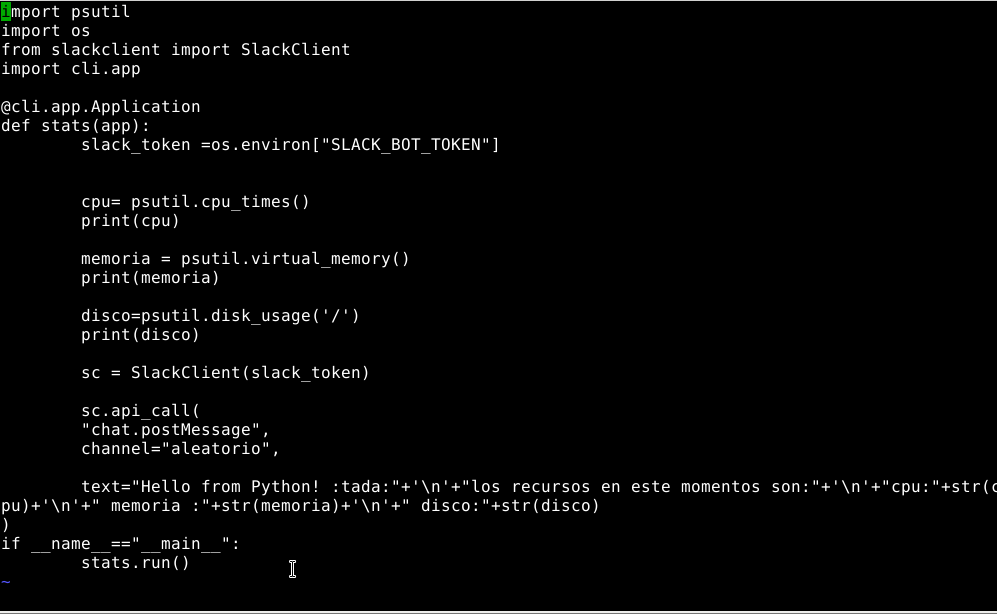 import psutil
import os
from slackclient import SlackClient
import cli.app

@cli.app.Application
def stats(app):
        slack_token =os.environ["SLACK_BOT_TOKEN"]


        cpu= psutil.cpu_times()
        print(cpu)

        memoria = psutil.virtual_memory()
        print(memoria)

        disco=psutil.disk_usage('/')
        print(disco)

        sc = SlackClient(slack_token)

        sc.api_call(
        "chat.postMessage",
        channel="aleatorio",

        text="Hello from Python! :tada:"+'\n'+"los recursos en este momentos son:"+'\n'+"cpu:"+str(c
pu)+'\n'+" memoria :"+str(memoria)+'\n'+" disco:"+str(disco)
)
if __name__=="__main__":
        stats.run()
~